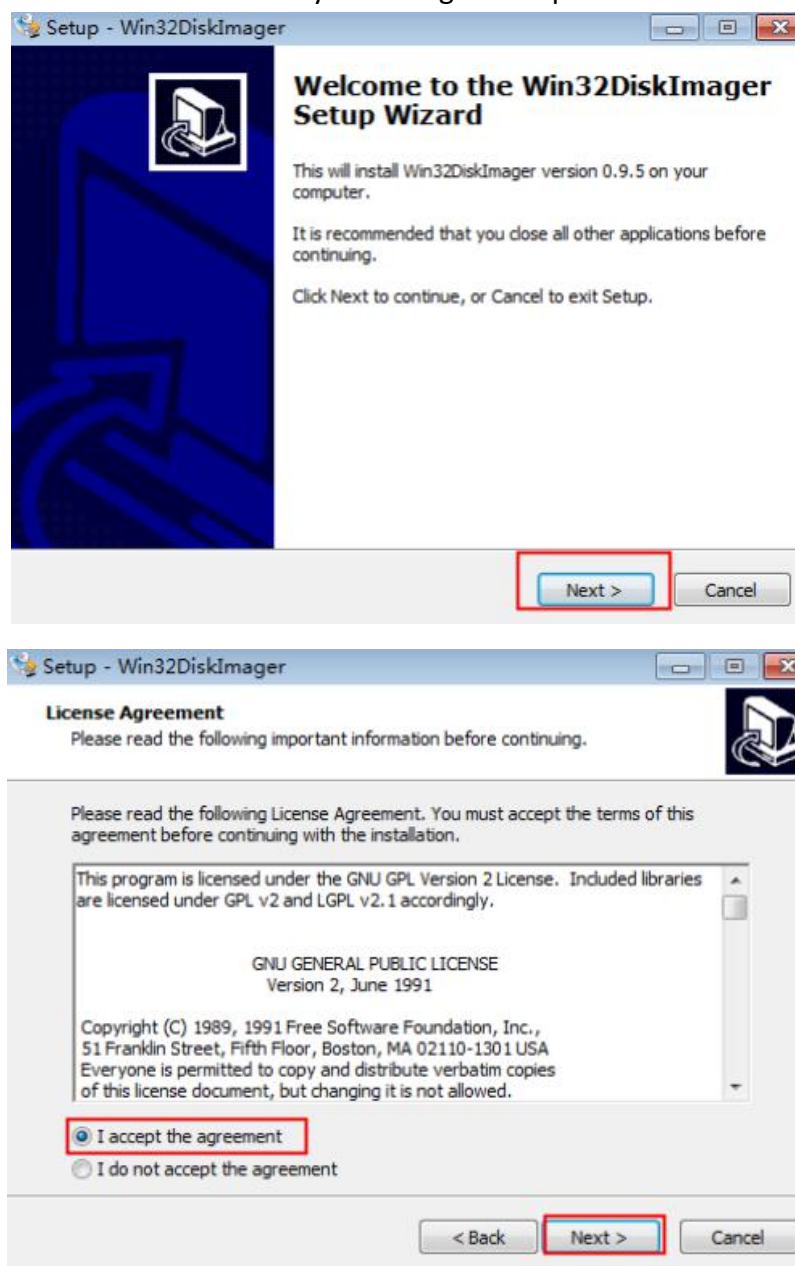 Setup - Win32DiskImager
Welcome to the Win32DiskImager
Setup Wizard
This will install Win32DiskImager version 0.9.5 on your
computer.
It is recommended that you close all other applications before
continuing.
Click Next to continue, or Cancel to exit Setup.
Next >
Cancel
Setup - Win32DiskImager
License Agreement
Please read the following important information before continuing.
Please read the following License Agreement. You must accept the terms of this
agreement before continuing with the installation.
This program is licensed under the GNU GPL Version 2 License. Included libraries
are licensed under GPL v2 and LGPL v2.1 accordingly.
GNU GENERAL PUBLIC LICENSE
Version 2, June 1991
Copyright (C) 1989, 1991 Free Software Foundation, Inc.,
51 Franklin Street, Fifth Floor, Boston, MA 02110-1301 USA
Everyone is permitted to copy and distribute verbatim copies
of this license document, but changing it is not allowed.
I accept the agreement
I do not accept the agreement
< Back
Next >
Cancel